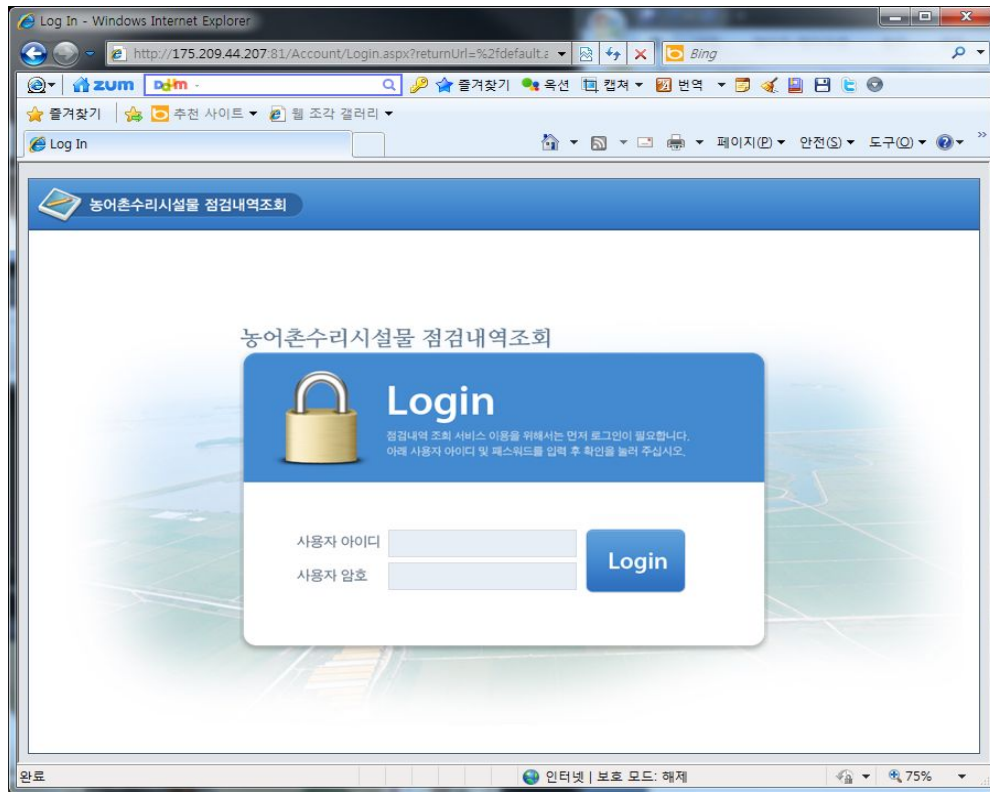 Log In - Windows Internet Explorer
http://175.209.44.207:81/Account/Login.aspx?returnUrl=%2fdefault.a
Bing
zum Daum
즐겨찾기 옥션 캡쳐 번역
즐겨찾기 추천 사이트 웹 조각 갤러리
Log In 페이지(P) 안전(S) 도구(O)
농어촌수리시설물 점검내역조회
농어촌수리시설물 점검내역조회
Login
점검내역 조회 서비스 이용을 위해서는 먼저 로그인이 필요합니다.
아래 사용자 아이디 및 패스워드를 입력 후 확인을 눌러 주십시오.
사용자 아이디
사용자 암호
Login
완료 인터넷 | 보호 모드: 해제 75%